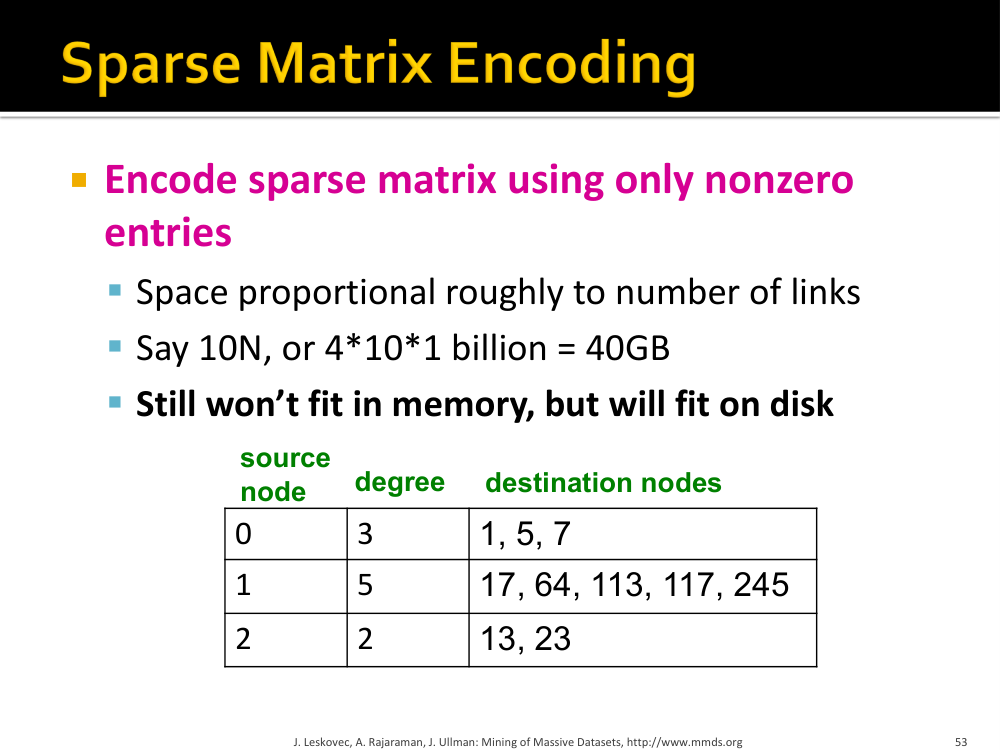 Sparse Matrix Encoding
Encode sparse matrix using only nonzero
entries
Space proportional roughly to number of links
Say 10N, or 4*10*1 billion = 40GB
Still won’t fit in memory, but will fit on disk
source
node
degree
destination nodes
0 3 1, 5, 7
1 5 17, 64, 113, 117, 245
2 2 13, 23
J. Leskovec, A. Rajaraman, J. Ullman: Mining of Massive Datasets, http://www.mmds.org
53